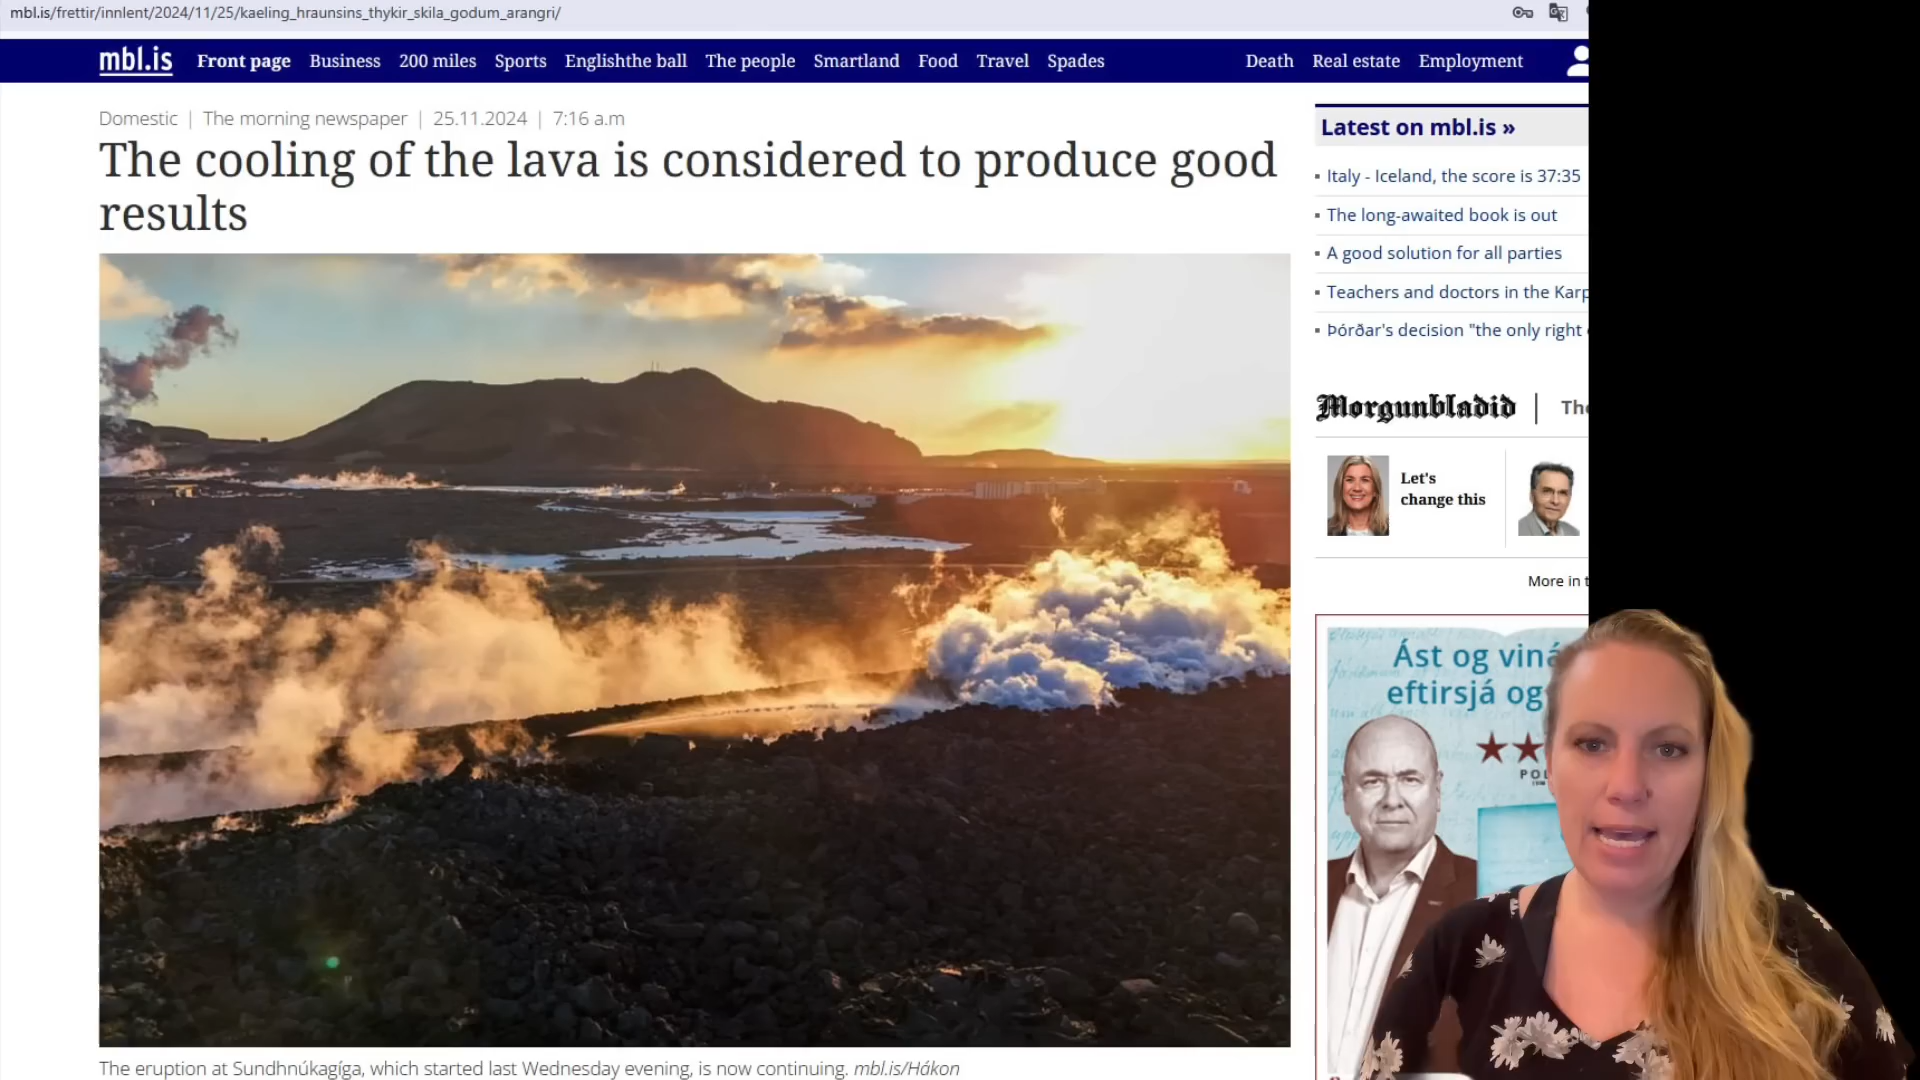 mbl.is/frettir/innlent/2024/11/25/kaeling_hraunsins_thykir_skila_godum_arangri/
mbl.is Front page Business 200 miles Sports Englishthe ball The people Smartland Food Travel Spades Death Real estate Employment
Domestic | The morning newspaper | 25.11.2024 | 7:16 a.m
The cooling of the lava is considered to produce good
results
The eruption at Sundhnúkagíga, which started last Wednesday evening, is now continuing. mbl.is/Hákon
Latest on mbl.is »
Italy - Iceland, the score is 37:35
The long-awaited book is out
A good solution for all parties
Teachers and doctors in the Karp
Þórðar's decision "the only right
Morgunbladid | The
Let's
change this
More in t
Ást og viná
eftirsjá og
POL